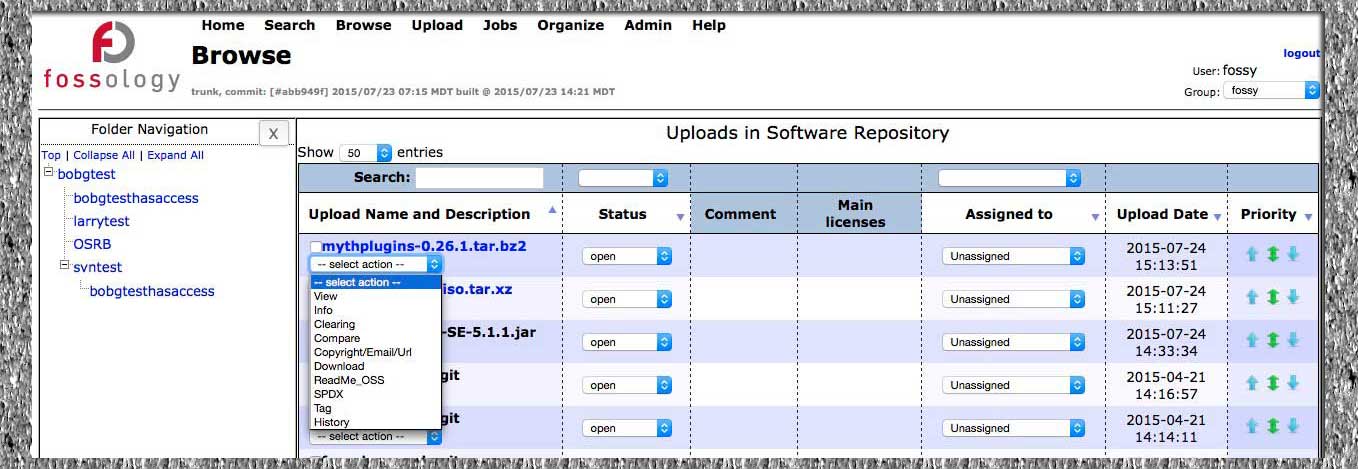 Home Search Browse Upload Jobs Organize Admin Help
fossology
Browse
logout
User: fossy
trunk, commit: [#abb949f] 2015/07/23 07:15 MDT built @ 2015/07/23 14:21 MDT
Group: fossy
Folder Navigation
X
Top | Collapse All | Expand All
bobgtest
bobgtesthasaccess
larrytest
OSRB
svntest
bobgtesthasaccess
Uploads in Software Repository
Show 50 entries
Search:
Upload Name and Description Status Comment Main licenses Assigned to Upload Date Priority
mythplugins-0.26.1.tar.bz2
-- select action --
open Unassigned 2015-07-24 15:13:51
-- select action --
View
Info
Clearing
Compare
Copyright/Email/Url
Download
ReadMe_OSS
SPDX
Tag
History
iso.tar.xz
open Unassigned 2015-07-24 15:11:27
-SE-5.1.1.jar
open Unassigned 2015-07-24 14:33:34
git
open Unassigned 2015-04-21 14:16:57
git
-- select action --
open Unassigned 2015-04-21 14:14:11